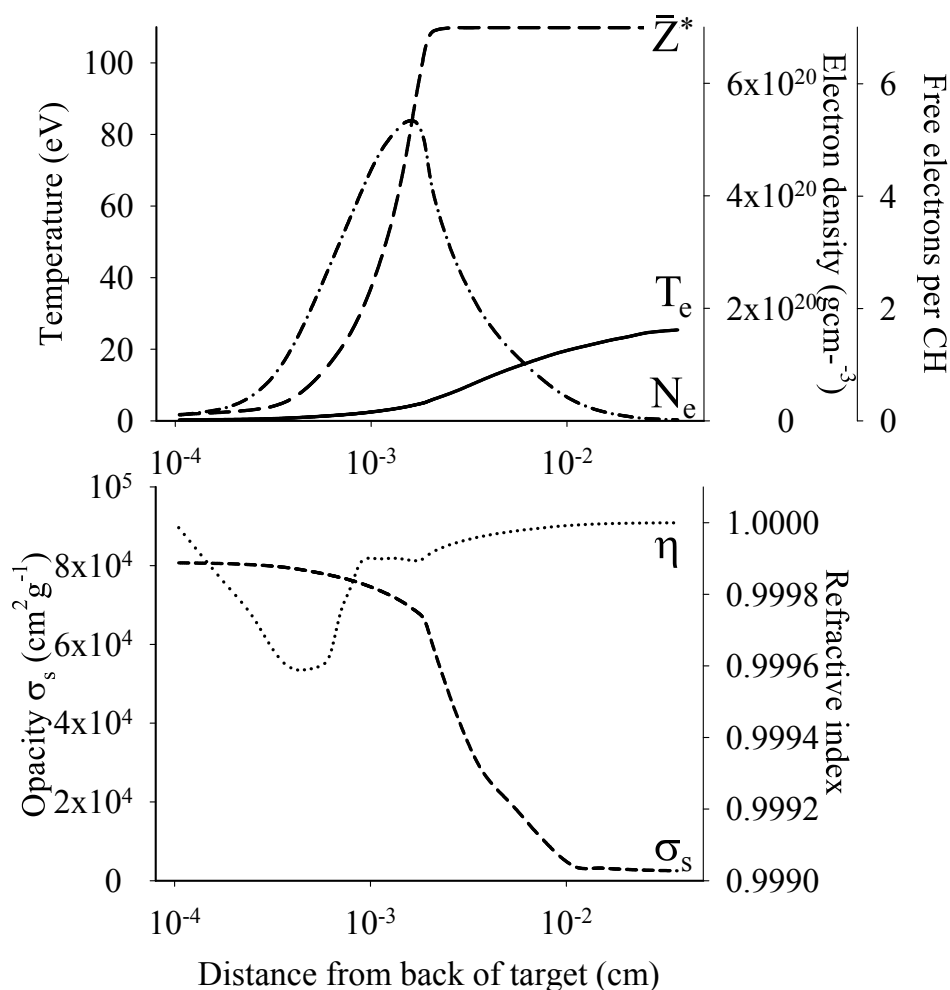 Z̄*
100
80
60
40
20
0
Temperature (eV)
6x10²⁰
4x10²⁰
2x10²⁰
0
Electron density (gcm-⁻³)
6
4
2
0
Free electrons per CH
Tₑ
Nₑ
10⁻⁴
10⁻³
10⁻²
10⁵
8x10⁴
6x10⁴
4x10⁴
2x10⁴
0
Opacity σₛ (cm²g⁻¹)
η
σₛ
1.0000
0.9998
0.9996
0.9994
0.9992
0.9990
Refractive index
10⁻⁴
10⁻³
10⁻²
Distance from back of target (cm)